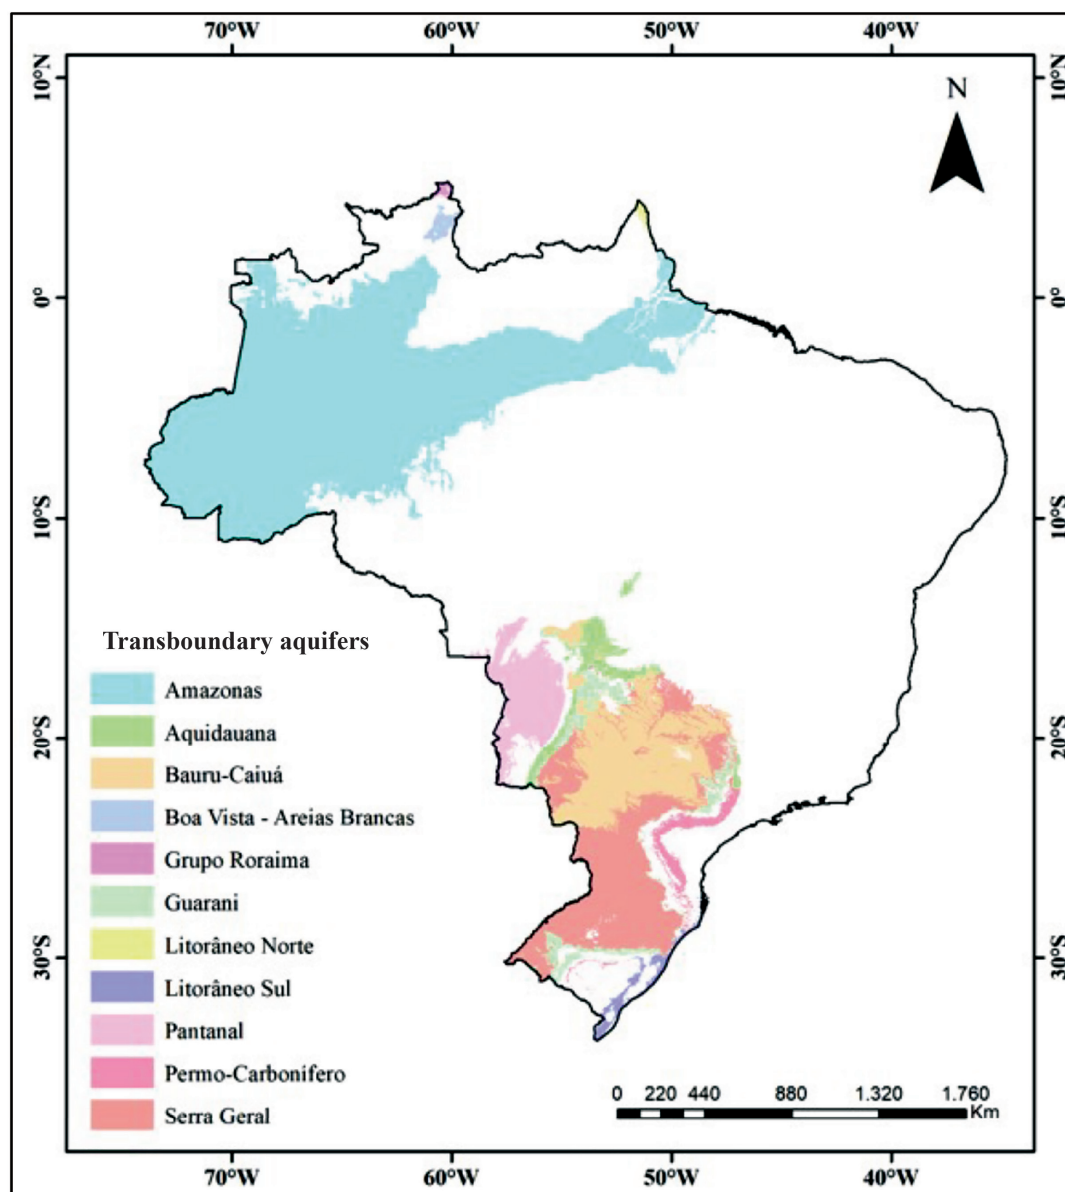 70°W 60°W 50°W 40°W
10°N 10°N
N
0° 0°
10°S 10°S
Transboundary aquifers
Amazonas
Aquidauana
20°S 20°S
Bauru-Caiuá
Boa Vista - Areias Brancas
Grupo Roraima
Guarani
Litorâneo Norte
30°S 30°S
Litorâneo Sul
Pantanal
Permo-Carbonífero
Serra Geral
0 220 440 880 1.320 1.760
Km
70°W 60°W 50°W 40°W